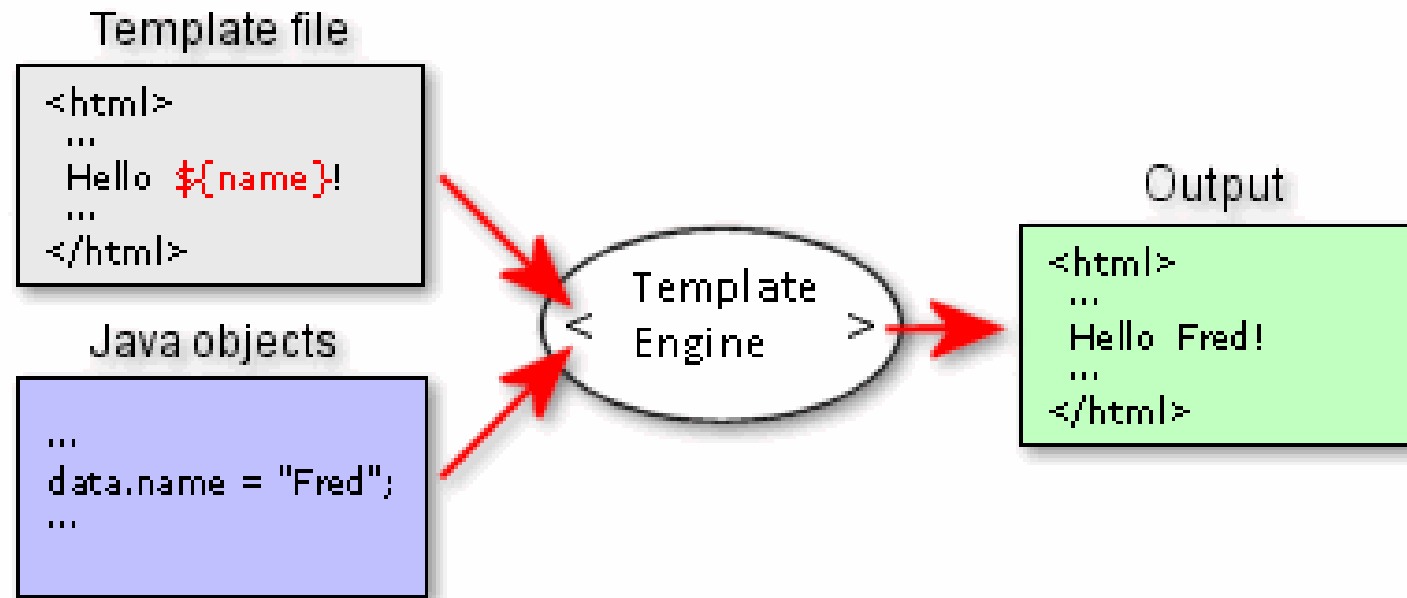 Template file
<html>
...
Hello ${name}!
...
</html>
Java objects
...
data.name = "Fred";
...
< Template >
Engine
Output
<html>
...
Hello Fred!
...
</html>